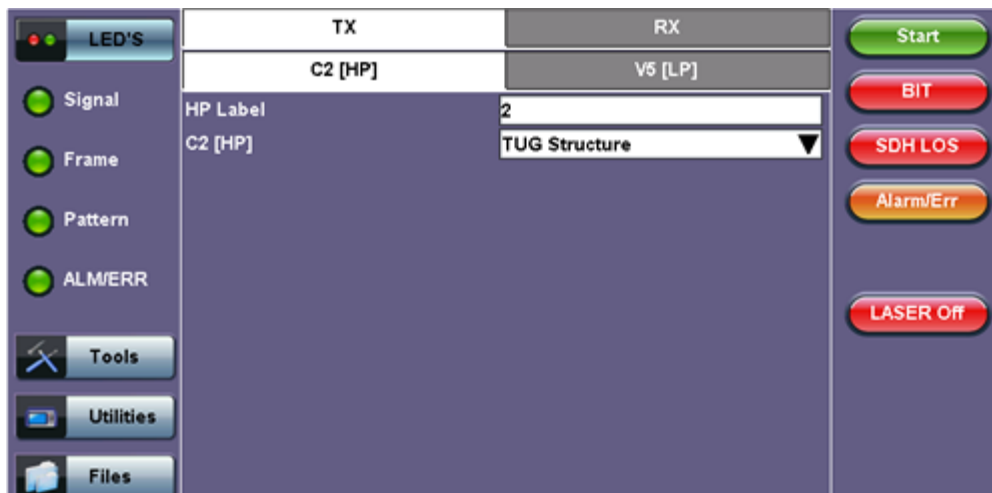 LED'S
Signal
Frame
Pattern
ALM/ERR
Tools
Utilities
Files
TX
RX
C2 [HP]
V5 [LP]
HP Label
2
C2 [HP]
TUG Structure
Start
BIT
SDH LOS
Alarm/Err
LASER Off